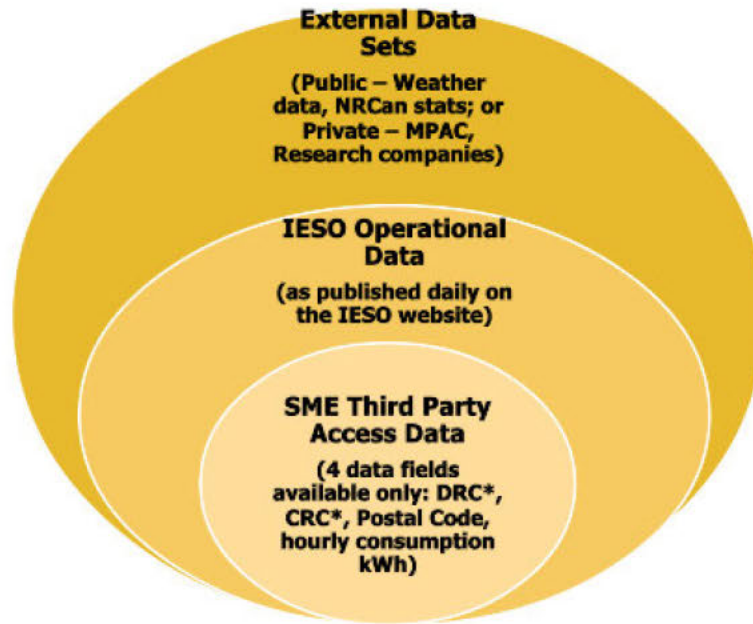 External Data
Sets
(Public – Weather
data, NRCan stats; or
Private – MPAC,
Research companies)
IESO Operational
Data
(as published daily on
the IESO website)
SME Third Party
Access Data
(4 data fields
available only: DRC*,
CRC*, Postal Code,
hourly consumption
kWh)